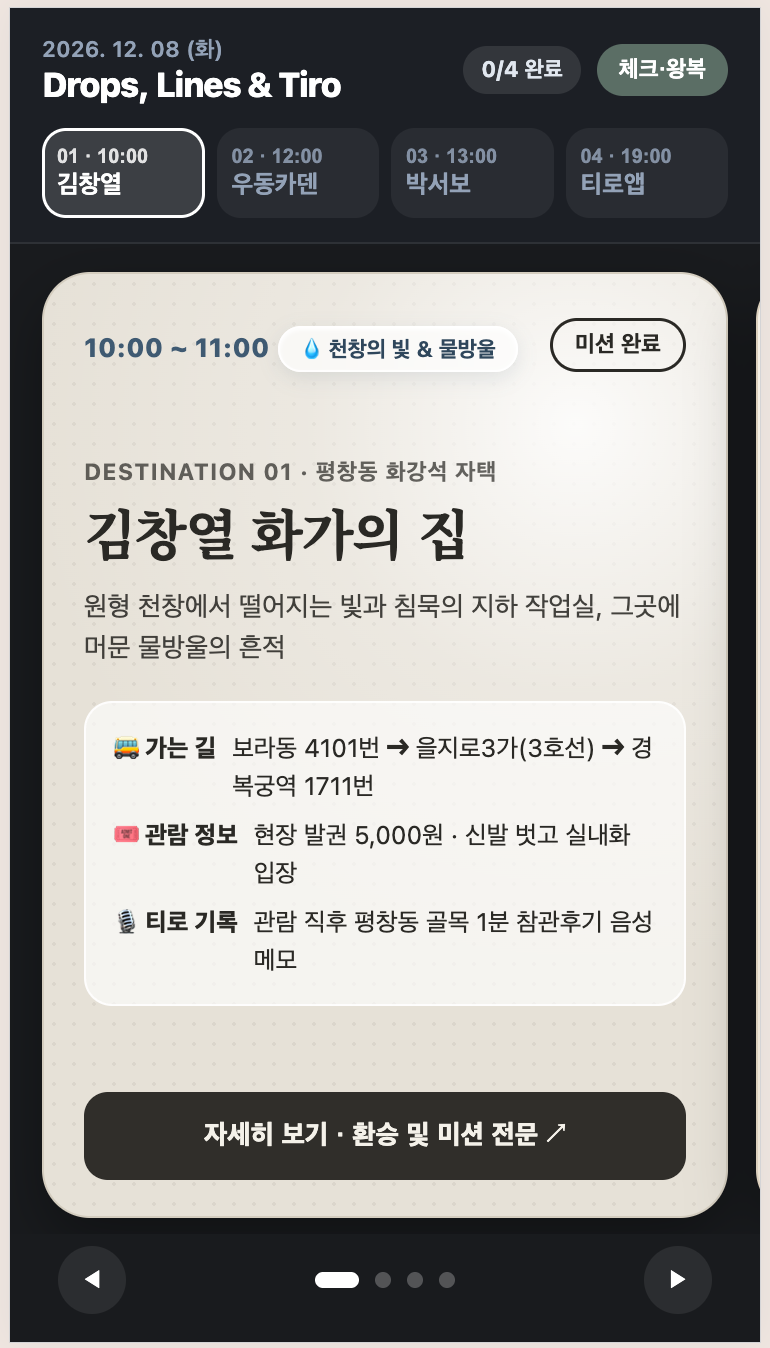 2026. 12. 08 (화)
Drops, Lines & Tiro
0/4 완료
체크·왕복
01 · 10:00
김창열
02 · 12:00
우동카덴
03 · 13:00
박서보
04 · 19:00
티로앱
10:00 ~ 11:00
💧 천창의 빛 & 물방울
미션 완료
DESTINATION 01 · 평창동 화강석 자택
김창열 화가의 집
원형 천창에서 떨어지는 빛과 침묵의 지하 작업실, 그곳에
머문 물방울의 흔적
🚌 가는 길 보라동 4101번 ➔ 을지로3가(3호선) ➔ 경
복궁역 1711번
🎟️ 관람 정보 현장 발권 5,000원 · 신발 벗고 실내화
입장
🎙️ 티로 기록 관람 직후 평창동 골목 1분 참관후기 음성
메모
자세히 보기 · 환승 및 미션 전문 ↗